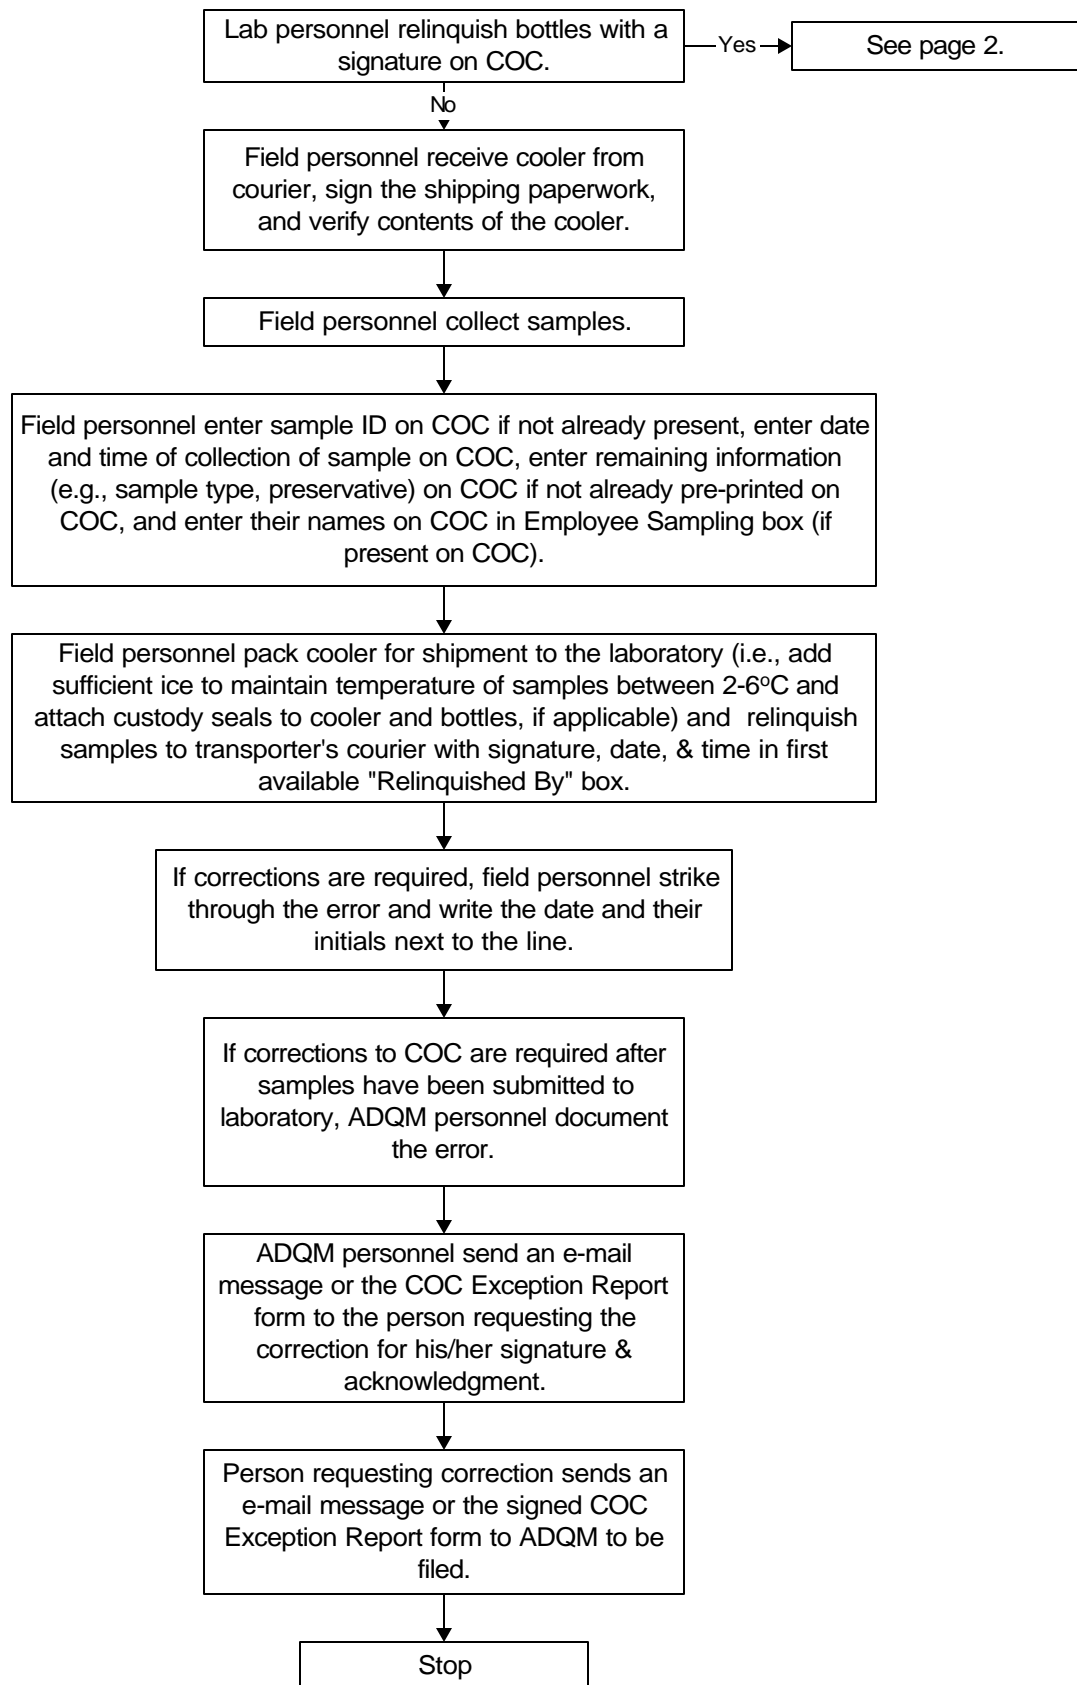 Lab personnel relinquish bottles with a
signature on COC.
Yes
See page 2.
No
Field personnel receive cooler from
courier, sign the shipping paperwork,
and verify contents of the cooler.
Field personnel collect samples.
Field personnel enter sample ID on COC if not already present, enter date
and time of collection of sample on COC, enter remaining information
(e.g., sample type, preservative) on COC if not already pre-printed on
COC, and enter their names on COC in Employee Sampling box (if
present on COC).
Field personnel pack cooler for shipment to the laboratory (i.e., add
sufficient ice to maintain temperature of samples between 2-6ºC and
attach custody seals to cooler and bottles, if applicable) and relinquish
samples to transporter's courier with signature, date, & time in first
available "Relinquished By" box.
If corrections are required, field personnel strike
through the error and write the date and their
initials next to the line.
If corrections to COC are required after
samples have been submitted to
laboratory, ADQM personnel document
the error.
ADQM personnel send an e-mail
message or the COC Exception Report
form to the person requesting the
correction for his/her signature &
acknowledgment.
Person requesting correction sends an
e-mail message or the signed COC
Exception Report form to ADQM to be
filed.
Stop